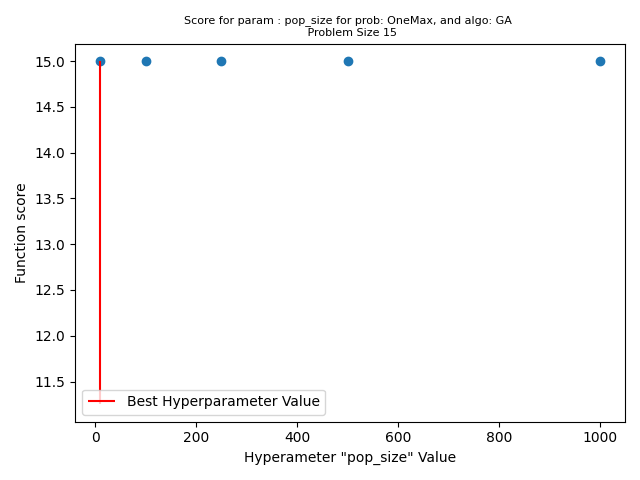 Score for param : pop_size for prob: OneMax, and algo: GA
Problem Size 15
Function score
15.0
14.5
14.0
13.5
13.0
12.5
12.0
11.5
Best Hyperparameter Value
0 200 400 600 800 1000
Hyperameter "pop_size" Value